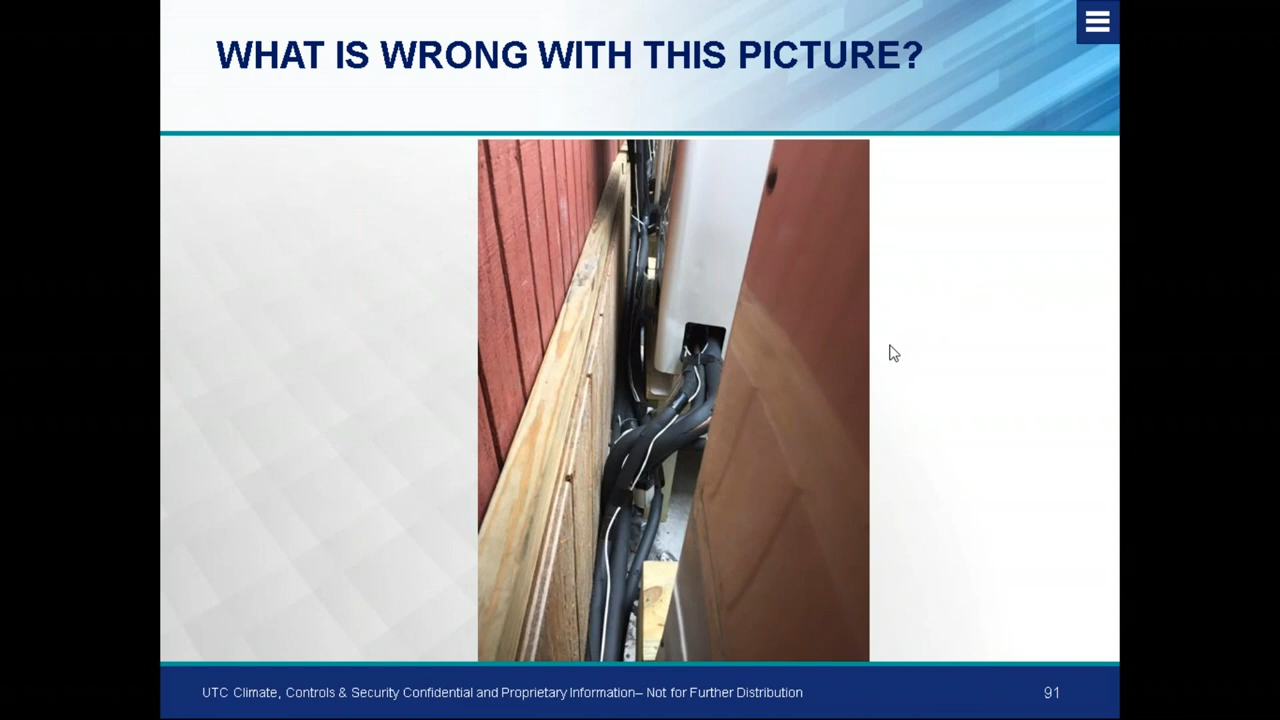 WHAT IS WRONG WITH THIS PICTURE?
UTC Climate, Controls & Security Confidential and Proprietary Information– Not for Further Distribution
91